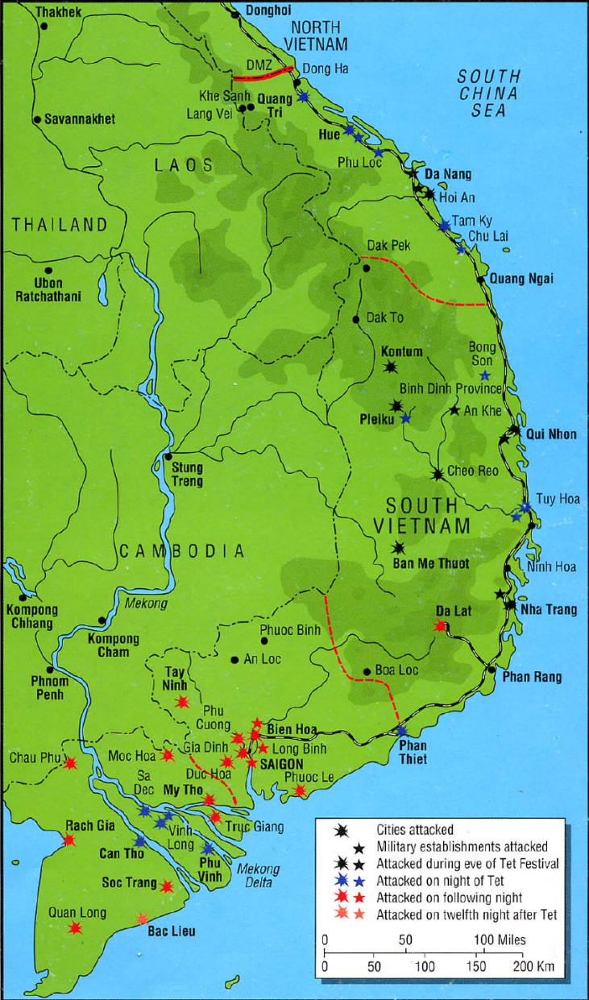 Thakhek
Donghoi
NORTH
VIETNAM
DMZ
Dong Ha
SOUTH
CHINA
SEA
Khe Sanh
Lang Vei
Quang
Tri
Savannakhet
Hue
Phu Loc
LAOS
Da Nang
Hoi An
THAILAND
Tam Ky
Chu Lai
Dak Pek
Ubon
Ratchathani
Quang Ngai
Dak To
Kontum
Bong
Son
Binh Dinh Province
Pleiku
An Khe
Qui Nhon
Stung
Treng
Cheo Reo
Tuy Hoa
SOUTH
VIETNAM
CAMBODIA
Ban Me Thuot
Ninh Hoa
Mekong
Kompong
Chhang
Da Lat
Nha Trang
Kompong
Cham
Phuoc Binh
An Loc
Tay
Ninh
Boa Loc
Phan Rang
Phnom
Penh
Phu
Cuong
Bien Hoa
Gia Dinh
Long Binh
Phan
Thiet
Chau Phu
Moc Hoa
SAIGON
Duc Hoa
Phuoc Le
Sa
Dec
My Tho
Rach Gia
Vinh
Long
Truc Giang
Can Tho
Phu
Vinh
Mekong
Delta
Soc Trang
Quan Long
Bac Lieu
Cities attacked
Military establishments attacked
Attacked during eve of Tet Festival
Attacked on night of Tet
Attacked on following night
Attacked on twelfth night after Tet
0 50 100 Miles
0 50 100 150 200 Km